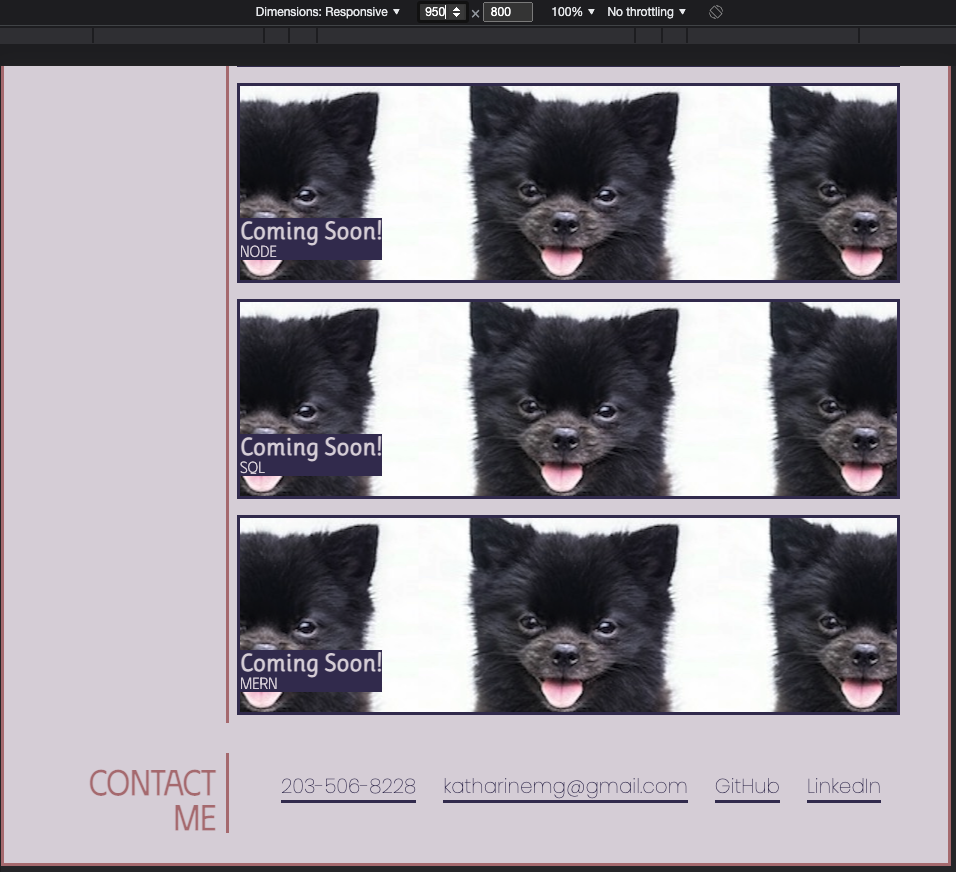 Dimensions: Responsive ▼ 950 × 800 100% ▼ No throttling ▼
Coming Soon!
NODE
Coming Soon!
SQL
Coming Soon!
MERN
CONTACT
ME
203-506-8228 katharinemg@gmail.com GitHub LinkedIn